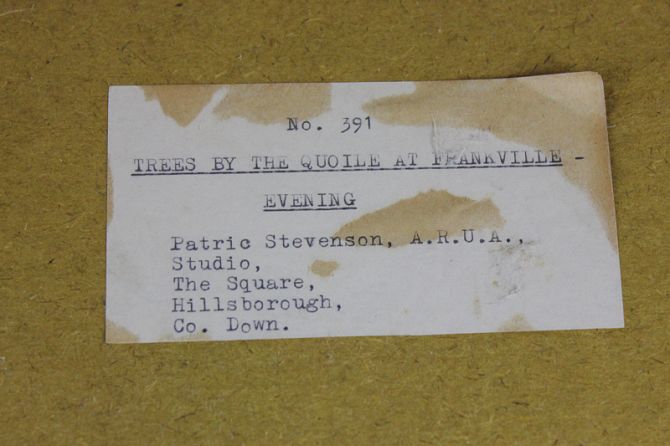 No. 391
TREES BY THE QUOILE AT FRANKVILLE -
EVENING
Patric Stevenson, A.R.U.A.,
Studio,
The Square,
Hillsborough,
Co. Down.